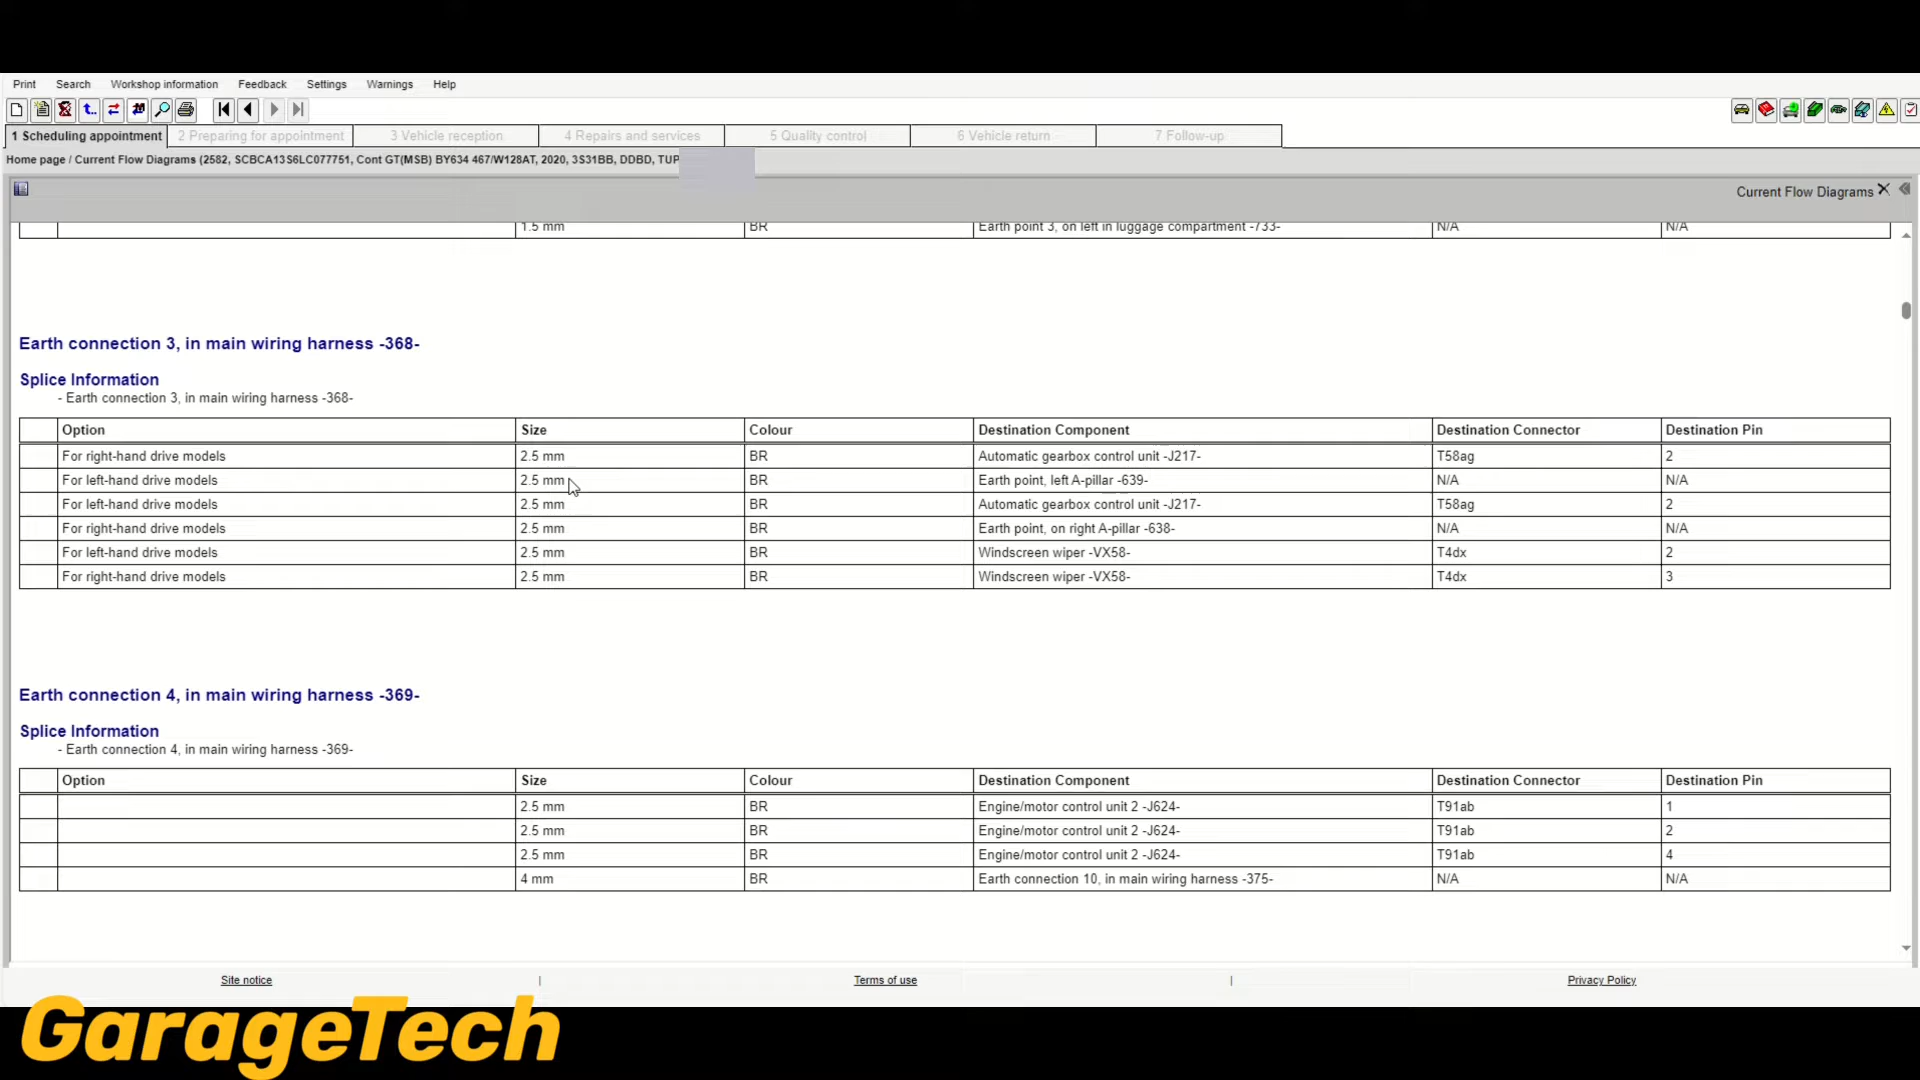 Print Search Workshop information Feedback Settings Warnings Help
1 Scheduling appointment 2 Preparing for appointment 3 Vehicle reception 4 Repairs and services 5 Quality control 6 Vehicle return 7 Follow-up
Home page / Current Flow Diagrams (2582, SCBCA13S6LC077751, Cont GT(MSB) BY634 467/W128AT, 2020, 3S31BB, DDBD, TUP
Current Flow Diagrams
1.5 mm BR Earth point 3, on left in luggage compartment -733- N/A N/A
Earth connection 3, in main wiring harness -368-
Splice Information
- Earth connection 3, in main wiring harness -368-
Option Size Colour Destination Component Destination Connector Destination Pin
For right-hand drive models 2.5 mm BR Automatic gearbox control unit -J217- T58ag 2
For left-hand drive models 2.5 mm BR Earth point, left A-pillar -639- N/A N/A
For left-hand drive models 2.5 mm BR Automatic gearbox control unit -J217- T58ag 2
For right-hand drive models 2.5 mm BR Earth point, on right A-pillar -638- N/A N/A
For left-hand drive models 2.5 mm BR Windscreen wiper -VX58- T4dx 2
For right-hand drive models 2.5 mm BR Windscreen wiper -VX58- T4dx 3
Earth connection 4, in main wiring harness -369-
Splice Information
- Earth connection 4, in main wiring harness -369-
Option Size Colour Destination Component Destination Connector Destination Pin
2.5 mm BR Engine/motor control unit 2 -J624- T91ab 1
2.5 mm BR Engine/motor control unit 2 -J624- T91ab 2
2.5 mm BR Engine/motor control unit 2 -J624- T91ab 4
4 mm BR Earth connection 10, in main wiring harness -375- N/A N/A
Site notice | Terms of use | Privacy Policy
GarageTech